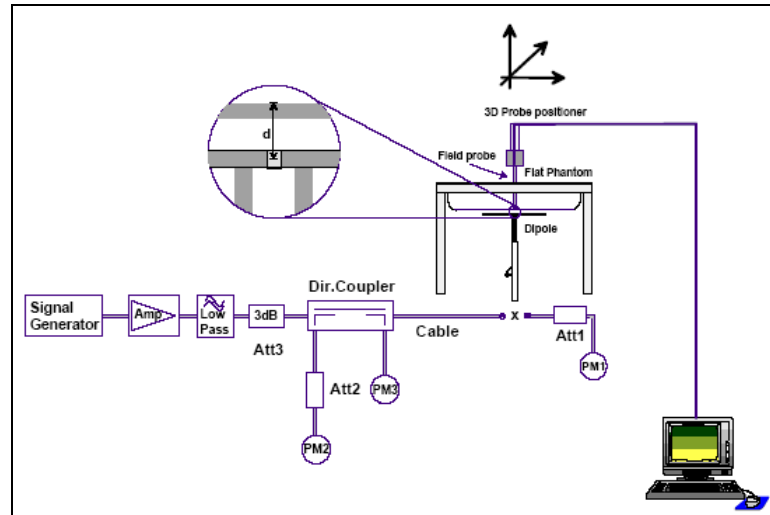 3D Probe positioner
d
Field probe
Flat Phantom
Dipole
Dir.Coupler
Signal
Generator
Amp
Low
Pass
3dB
Cable
x
Att1
Att3
PM1
Att2
PM3
PM2